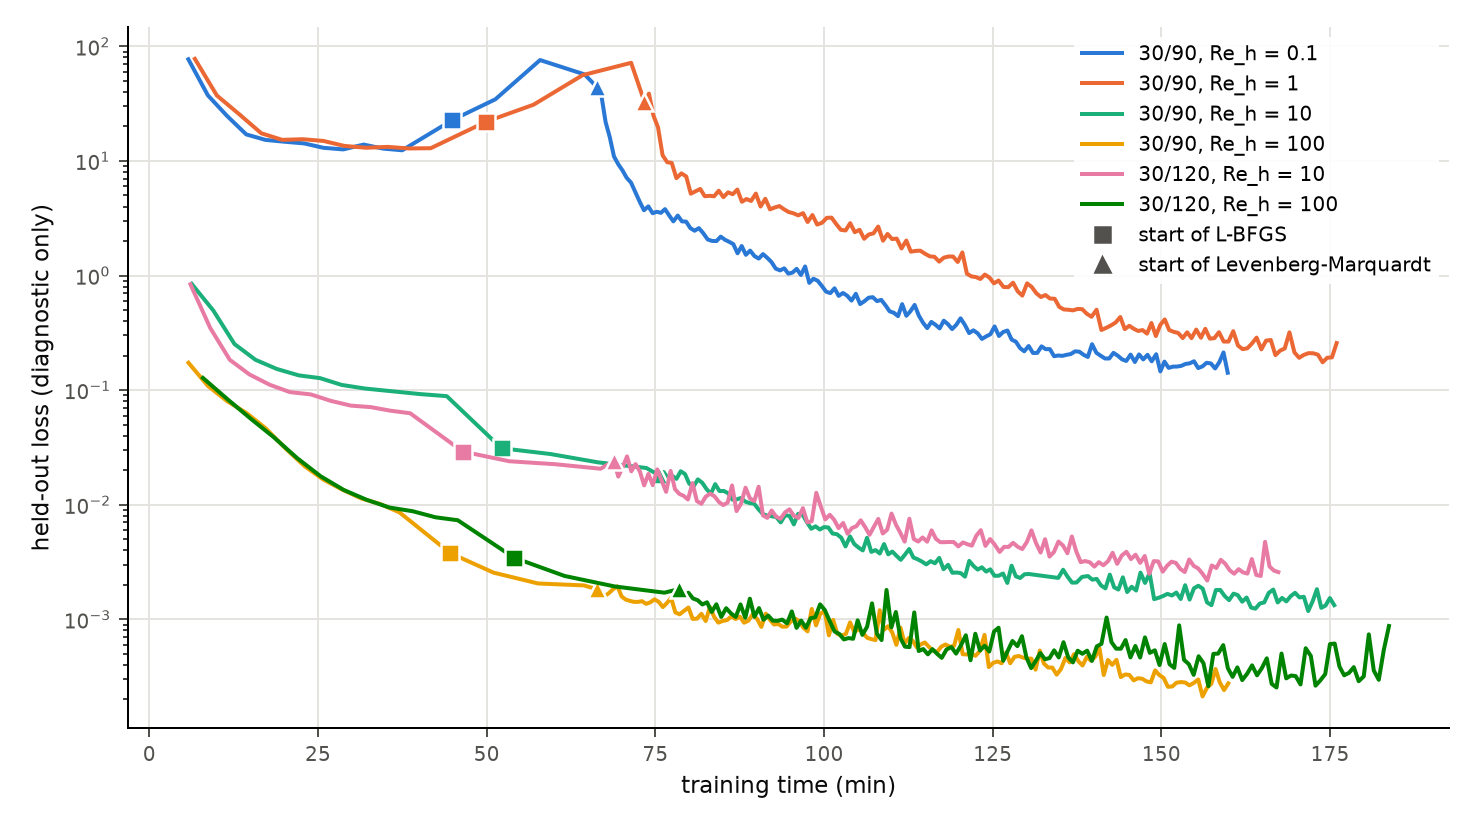 held-out loss (diagnostic only)
10²
10¹
10⁰
10⁻¹
10⁻²
10⁻³
30/90, Re_h = 0.1
30/90, Re_h = 1
30/90, Re_h = 10
30/90, Re_h = 100
30/120, Re_h = 10
30/120, Re_h = 100
start of L-BFGS
start of Levenberg-Marquardt
0 25 50 75 100 125 150 175
training time (min)